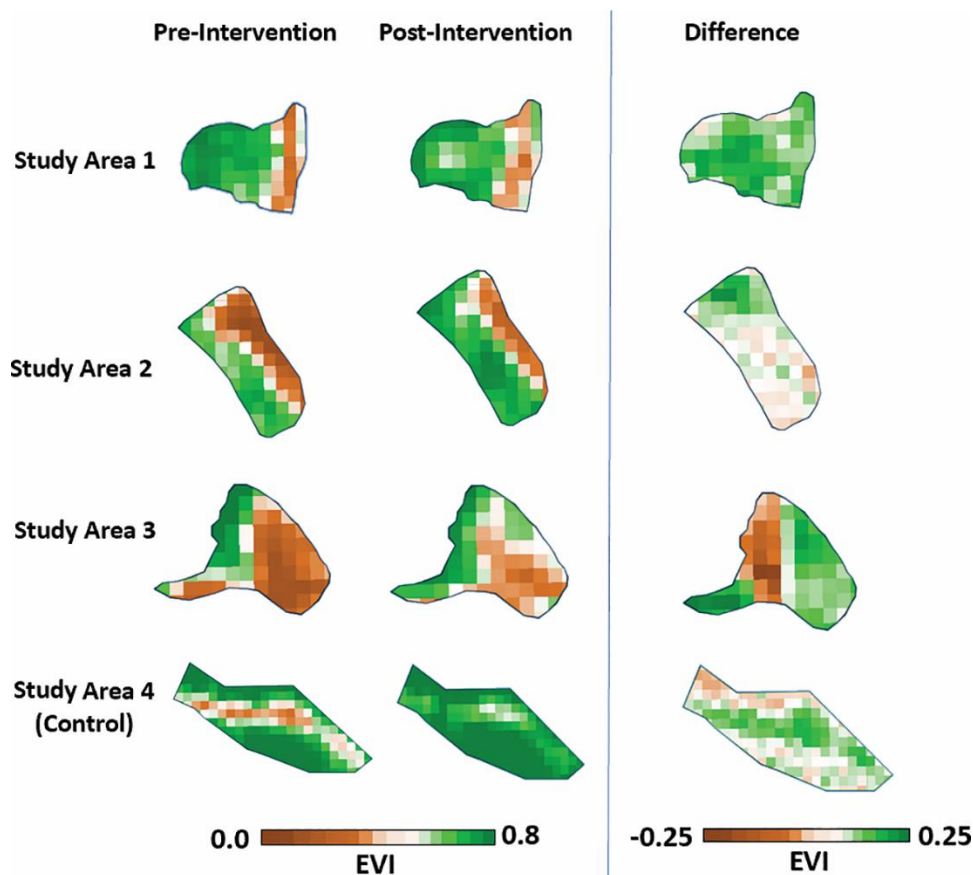 Pre-Intervention Post-Intervention Difference
Study Area 1
Study Area 2
Study Area 3
Study Area 4
(Control)
0.0 0.8 -0.25 0.25
EVI EVI